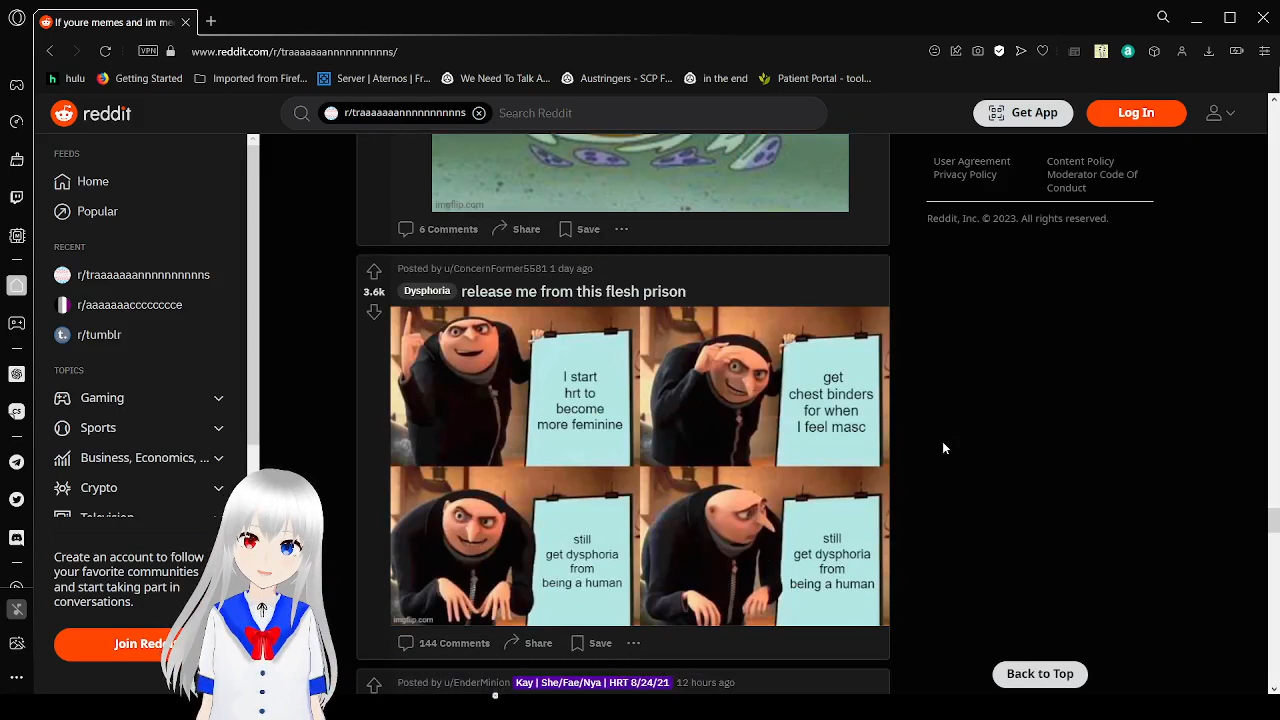 If youre memes and im me
VPN
www.reddit.com/r/traaaaaaannnnnnnnnns/
hulu
Getting Started
Imported from Firef...
Server | Aternos | Fr...
We Need To Talk A...
Austringers - SCP F...
in the end
Patient Portal - tool...
reddit
r/traaaaaaannnnnnnnnns
Search Reddit
Get App
Log In
FEEDS
Home
Popular
RECENT
r/traaaaaaannnnnnnnnns
r/aaaaaaacccccccce
r/tumblr
TOPICS
Gaming
Sports
Business, Economics, ...
Crypto
Create an account to follow
your favorite communities
and start taking part in
conversations.
imgflip.com
6 Comments
Share
Save
Posted by u/ConcernFormer5581 1 day ago
3.6k
Dysphoria
release me from this flesh prison
I start
hrt to
become
more feminine
get
chest binders
for when
I feel masc
still
get dysphoria
from
being a human
still
get dysphoria
from
being a human
imgflip.com
144 Comments
Share
Save
Posted by u/EnderMinion
Kay | She/Fae/Nya | HRT 8/24/21
12 hours ago
User Agreement
Content Policy
Privacy Policy
Moderator Code Of
Conduct
Reddit, Inc. © 2023. All rights reserved.
Back to Top